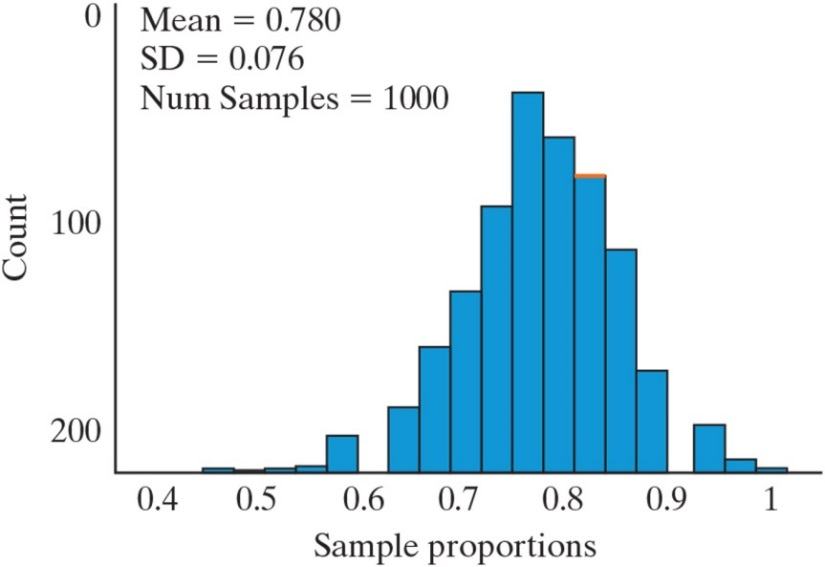 Mean = 0.780
SD = 0.076
Num Samples = 1000
0
100
200
Count
0.4 0.5 0.6 0.7 0.8 0.9 1
Sample proportions